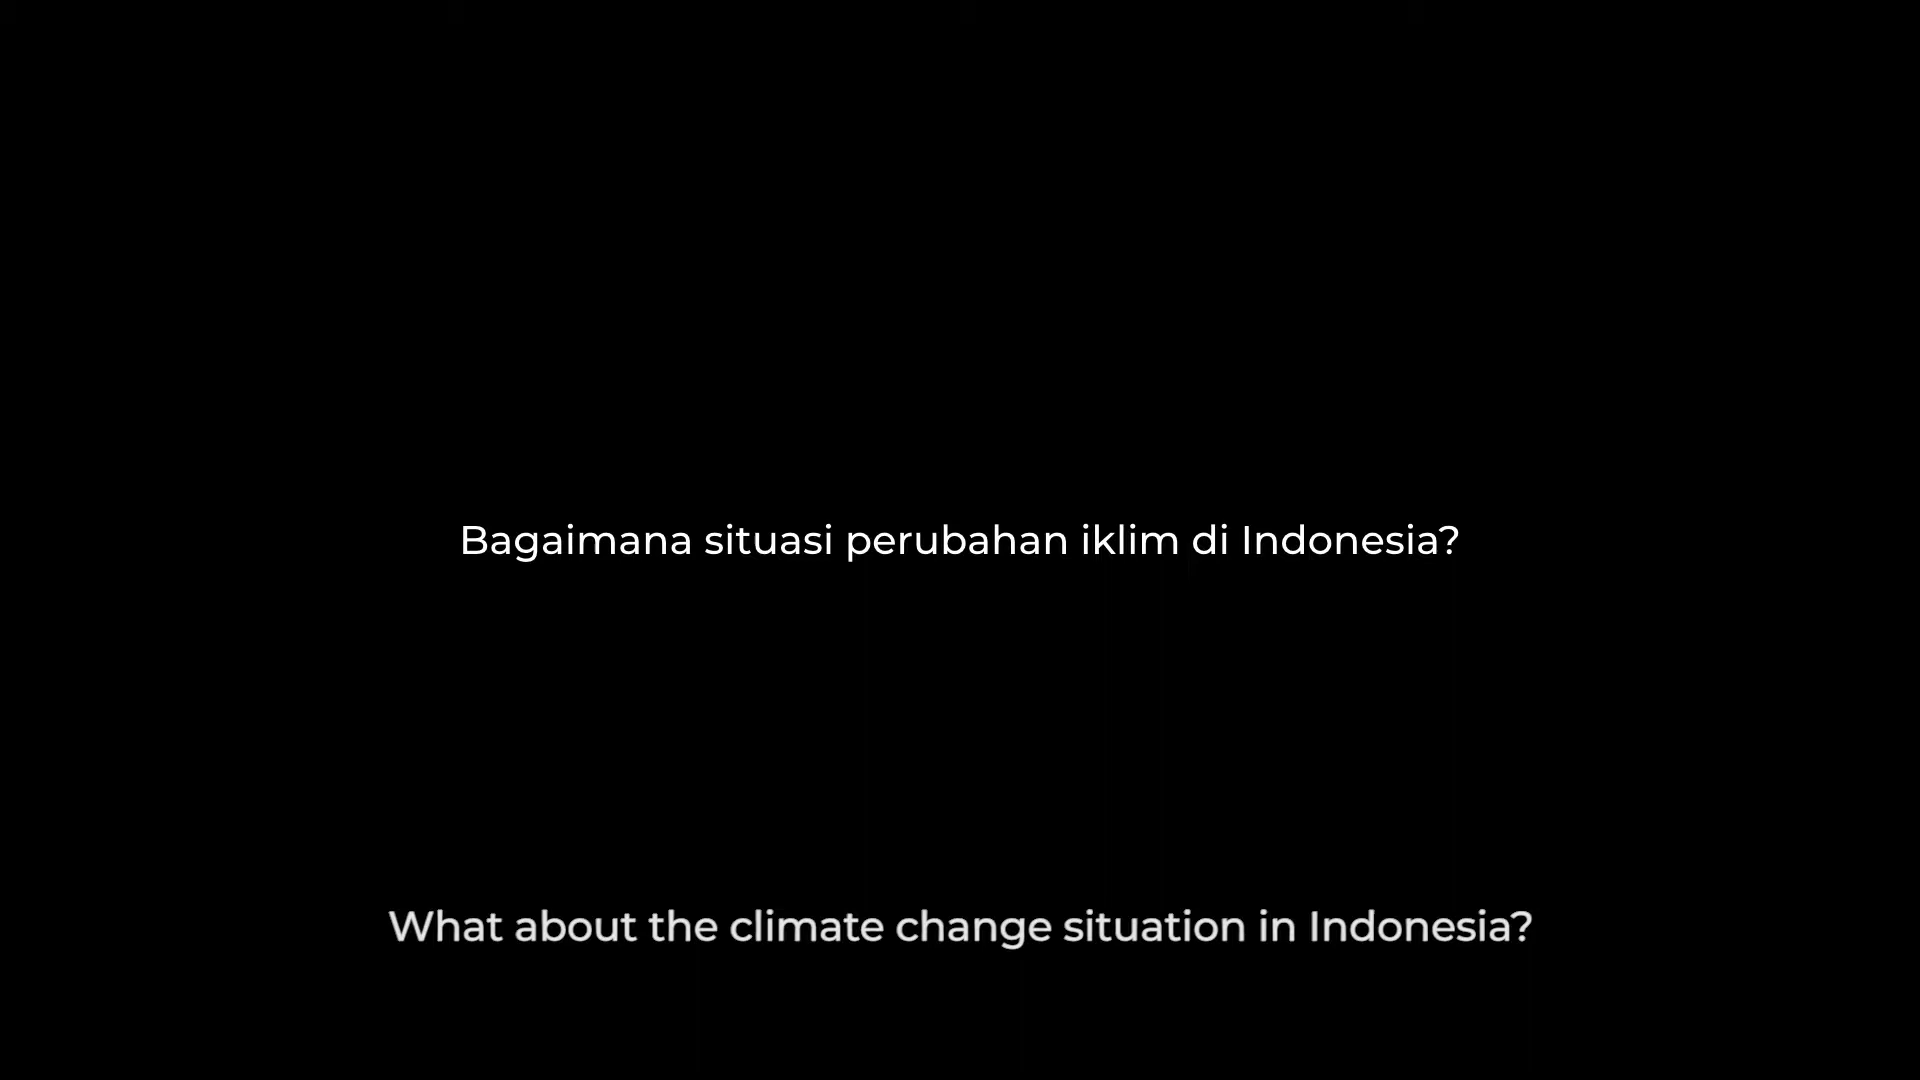 Bagaimana situasi perubahan iklim di Indonesia?
What about the climate change situation in Indonesia?